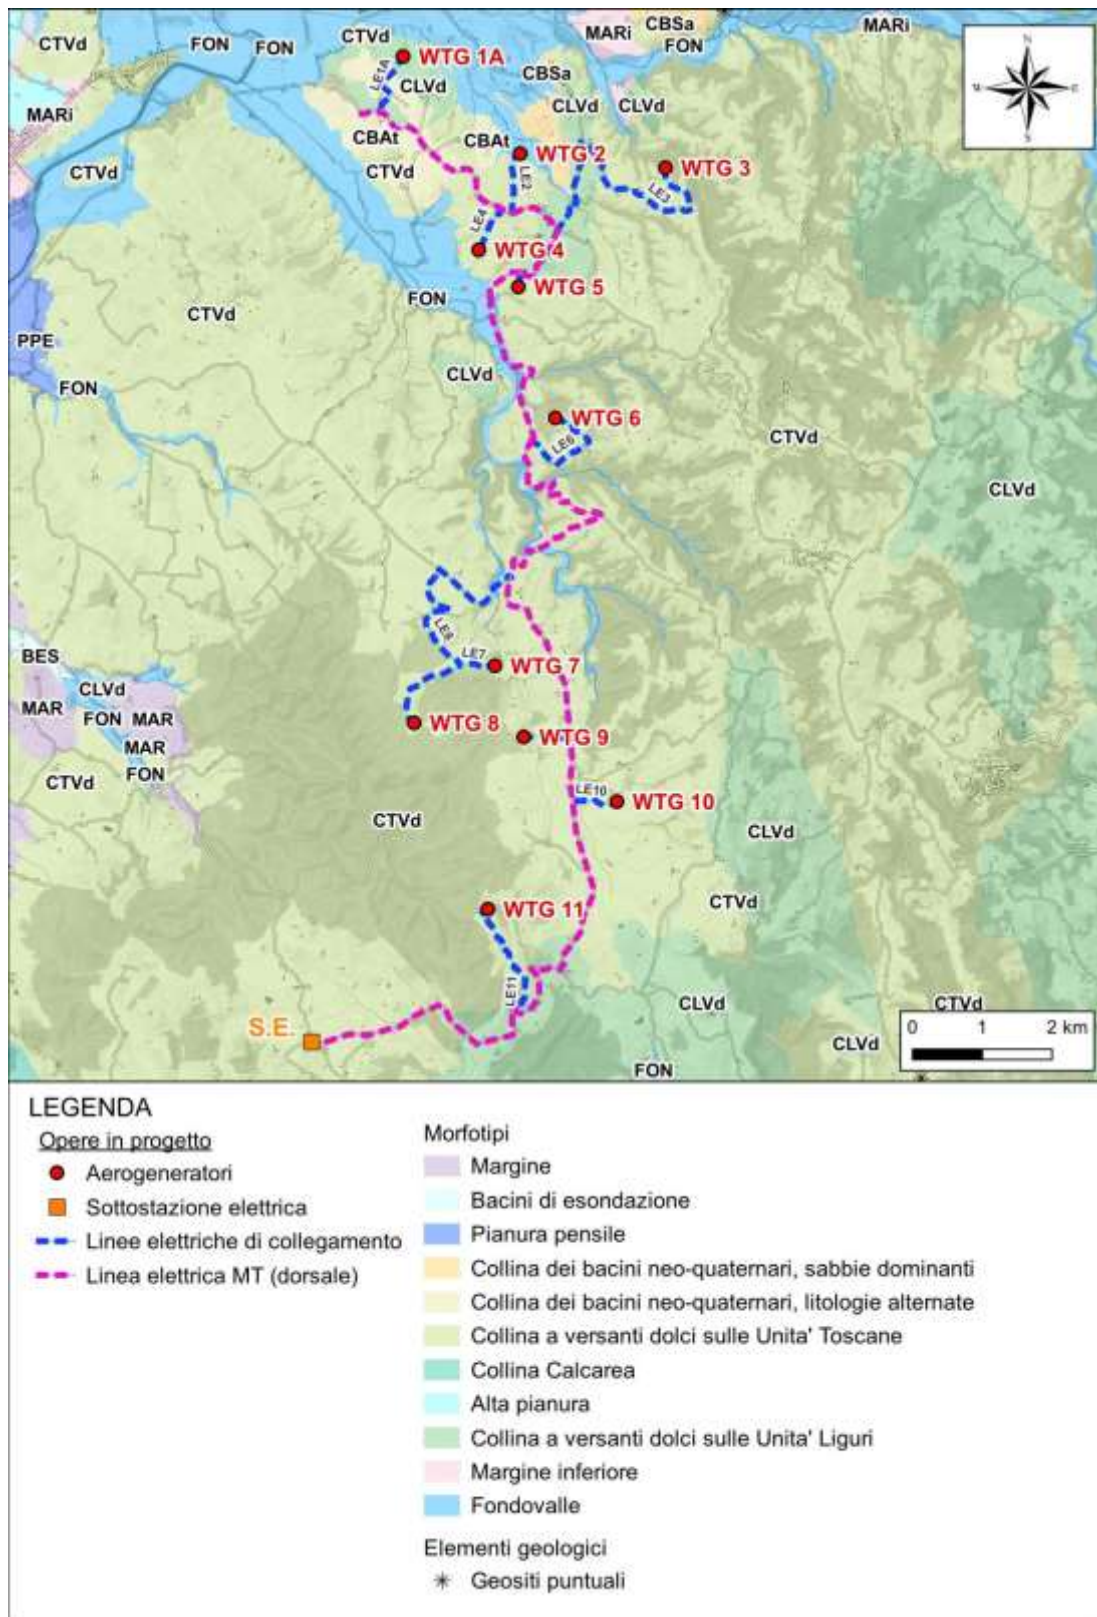 CTVd
FON
FON
CTVd
WTG 1A
CBSa
MARi
CBSa
FON
MARi
N
W
E
S
LE1A
CLVd
CBSa
CLVd
CLVd
MARi
CBAt
CBAt
WTG 2
WTG 3
CTVd
CTVd
LE2
LE3
LE4
WTG 4
WTG 5
FON
CTVd
PPE
FON
CLVd
WTG 6
LE6
CTVd
CLVd
BES
CLVd
MAR
FON
MAR
MAR
FON
CTVd
LE8
LE7
WTG 7
WTG 8
WTG 9
LE10
WTG 10
CTVd
CLVd
WTG 11
CTVd
LE11
CLVd
CTVd
S.E.
CLVd
FON
0 1 2 km
LEGENDA
Opere in progetto
Aerogeneratori
Sottostazione elettrica
Linee elettriche di collegamento
Linea elettrica MT (dorsale)
Morfotipi
Margine
Bacini di esondazione
Pianura pensile
Collina dei bacini neo-quaternari, sabbie dominanti
Collina dei bacini neo-quaternari, litologie alternate
Collina a versanti dolci sulle Unita' Toscane
Collina Calcarea
Alta pianura
Collina a versanti dolci sulle Unita' Liguri
Margine inferiore
Fondovalle
Elementi geologici
Geositi puntuali